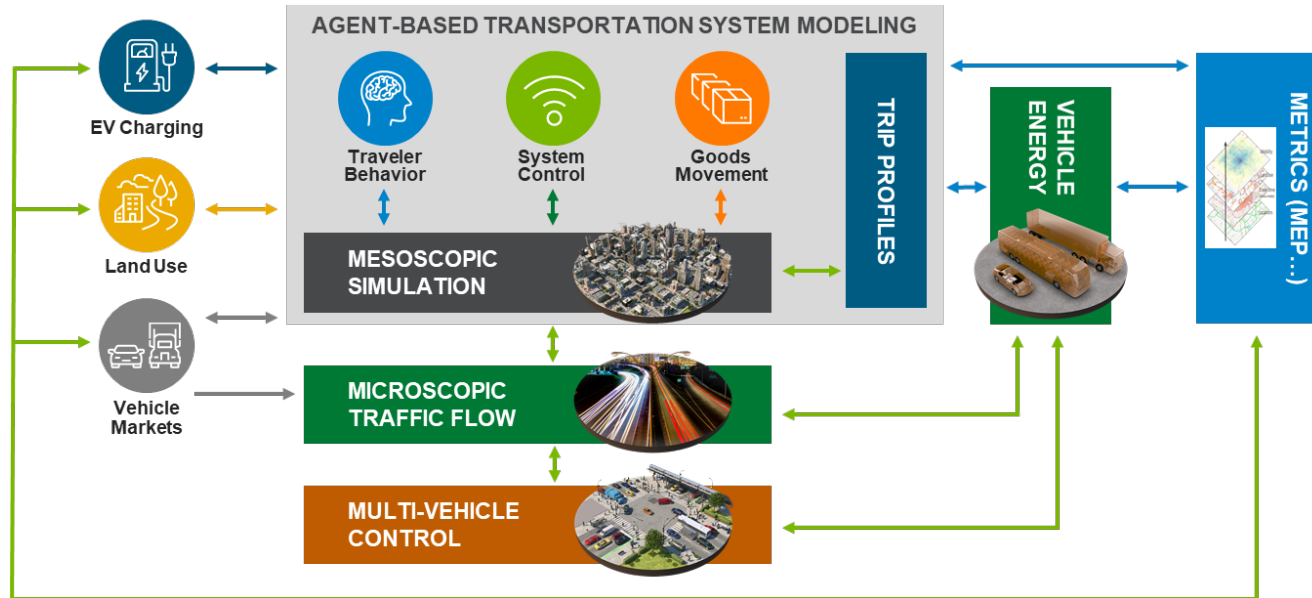 AGENT-BASED TRANSPORTATION SYSTEM MODELING
EV Charging
Land Use
Vehicle
Markets
Traveler
Behavior
System
Control
Goods
Movement
MESOSCOPIC
SIMULATION
TRIP PROFILES
VEHICLE
ENERGY
METRICS (MEP...)
MICROSCOPIC
TRAFFIC FLOW
MULTI-VEHICLE
CONTROL